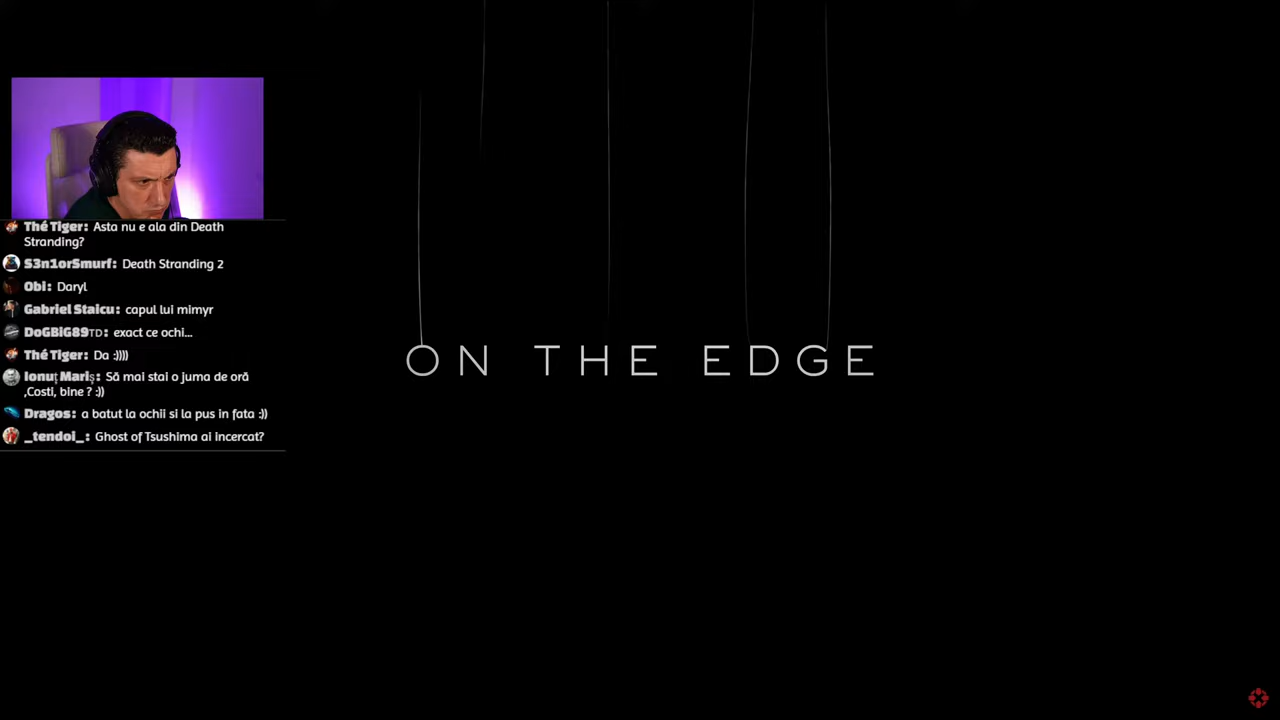 Thé Tiger: Asta nu e ala din Death
Stranding?
S3n1orSmurf: Death Stranding 2
Obi: Daryl
Gabriel Staicu: capul lui mimyr
DoGBiG89TD: exact ce ochi...
Thé Tiger: Da :))))
Ionuț Mariș: Să mai stai o juma de oră
,Costi, bine ? :))
Dragos: a batut la ochii si la pus in fata :))
_tendoi_: Ghost of Tsushima ai incercat?
ON THE EDGE